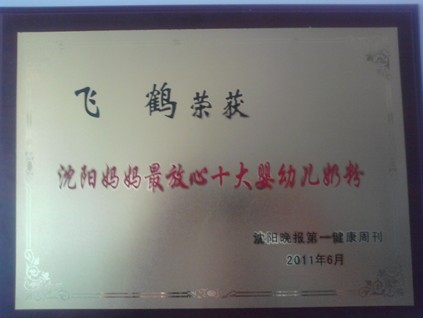 飞鹤荣获
沈阳妈妈最放心十大婴幼儿奶粉
沈阳晚报第一健康周刊
2011年6月